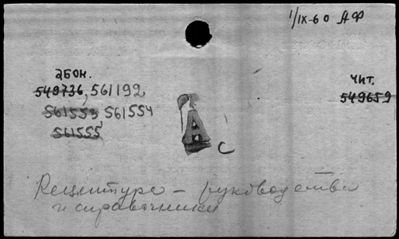 1/IX-60 АФ
абон. чит.
549736, 561192, 549659
561553, 561554
561555
А с
Рецептура – руководства
и справочники